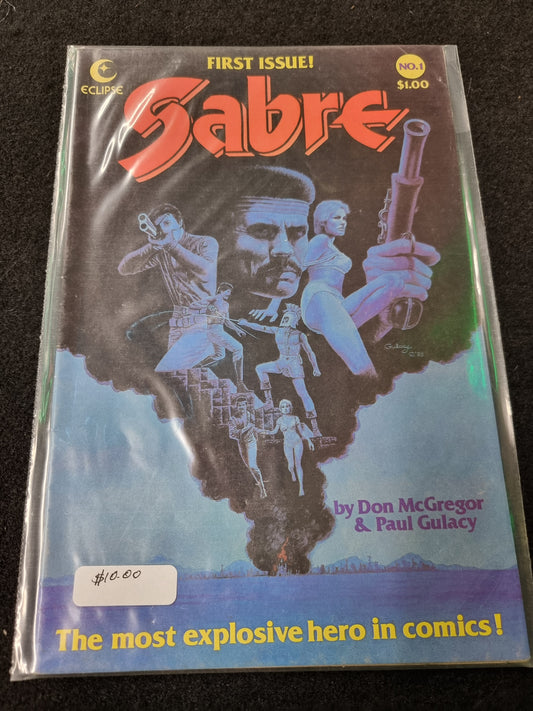 FIRST ISSUE!
ECLIPSE
NO.1
$1.00
Sabre
by Don McGregor
& Paul Gulacy
$10.00
The most explosive hero in comics!